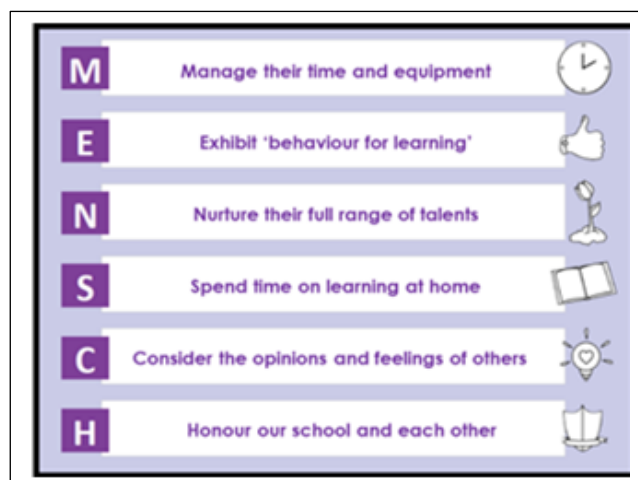 M Manage their time and equipment
E Exhibit ‘behaviour for learning’
N Nurture their full range of talents
S Spend time on learning at home
C Consider the opinions and feelings of others
H Honour our school and each other